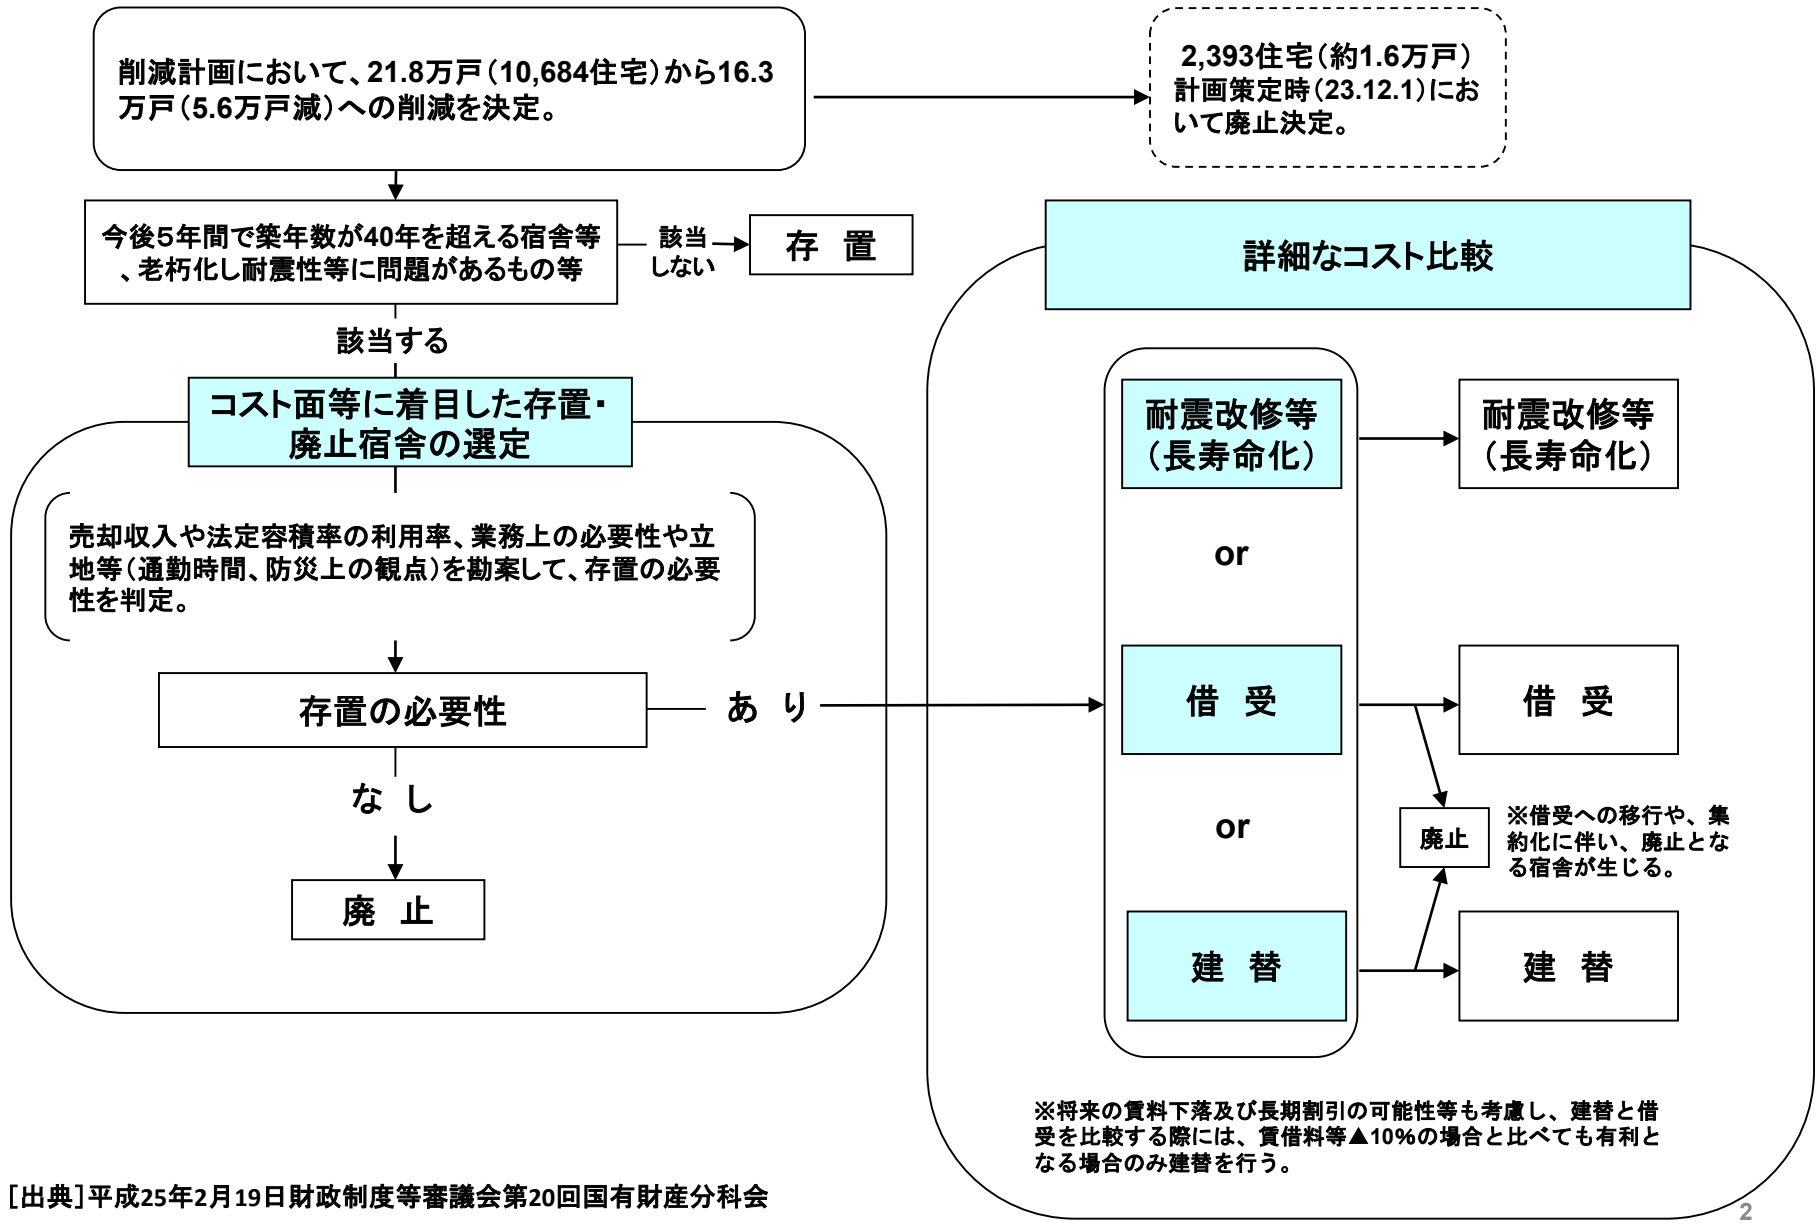 削減計画において、21.8万戸（10,684住宅）から16.3
万戸（5.6万戸減）への削減を決定。
2,393住宅（約1.6万戸）
計画策定時（23.12.1）にお
いて廃止決定。
今後５年間で築年数が40年を超える宿舎等
、老朽化し耐震性等に問題があるもの等
該当
しない
存　置
該当する
コスト面等に着目した存置・
廃止宿舎の選定
売却収入や法定容積率の利用率、業務上の必要性や立
地等（通勤時間、防災上の観点）を勘案して、存置の必要
性を判定。
存置の必要性
あ　り
な　し
廃　止
詳細なコスト比較
耐震改修等
（長寿命化）
耐震改修等
（長寿命化）
or
借　受
借　受
or
廃止
※借受への移行や、集
約化に伴い、廃止とな
る宿舎が生じる。
建　替
建　替
※将来の賃料下落及び長期割引の可能性等も考慮し、建替と借
受を比較する際には、賃借料等▲10%の場合と比べても有利と
なる場合のみ建替を行う。
［出典］平成25年2月19日財政制度等審議会第20回国有財産分科会
2